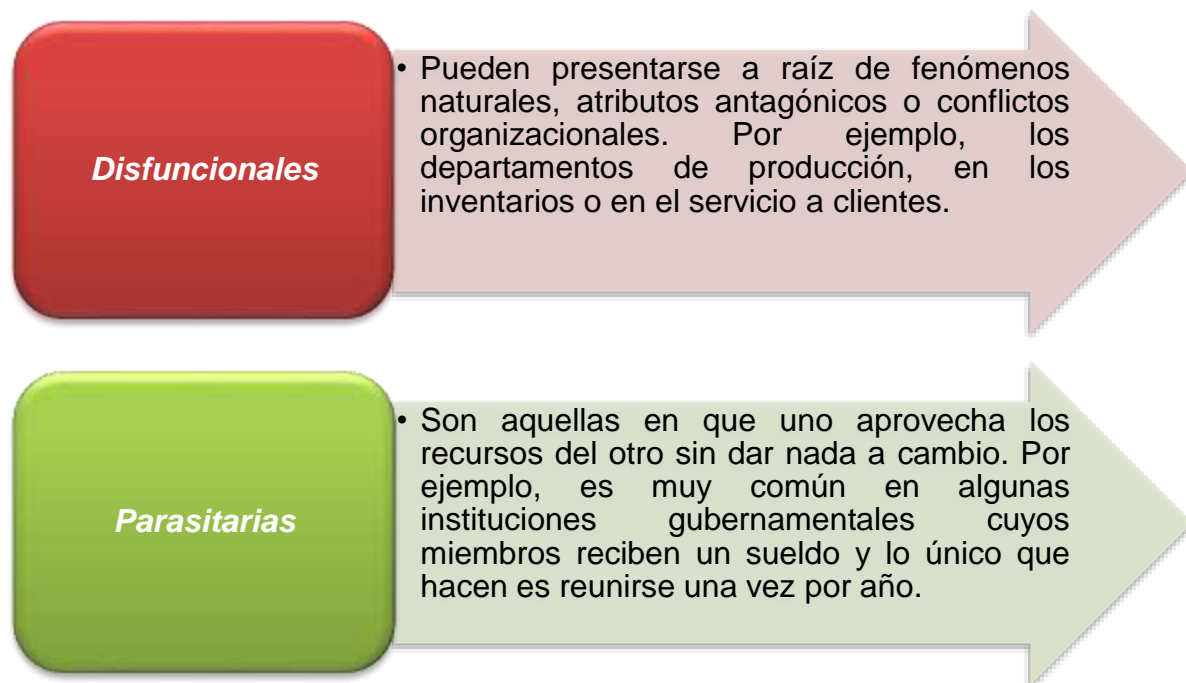 Disfuncionales
• Pueden presentarse a raíz de fenómenos
naturales, atributos antagónicos o conflictos
organizacionales. Por ejemplo, los
departamentos de producción, en los
inventarios o en el servicio a clientes.
Parasitarias
• Son aquellas en que uno aprovecha los
recursos del otro sin dar nada a cambio. Por
ejemplo, es muy común en algunas
instituciones gubernamentales cuyos
miembros reciben un sueldo y lo único que
hacen es reunirse una vez por año.